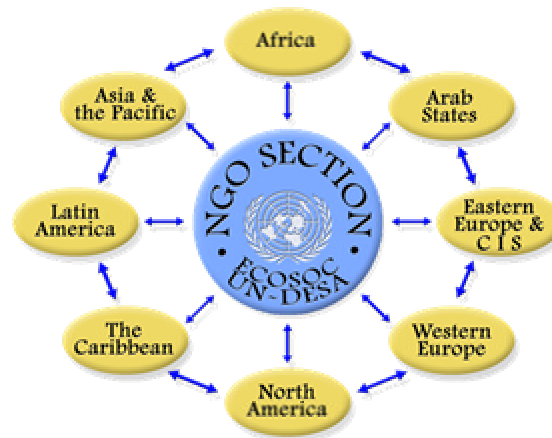 Africa
Asia &
the Pacific
Arab
States
NGO SECTION
Latin
America
Eastern
Europe &
C I S
ECOSOC
UN-DESA
The
Caribbean
Western
Europe
North
America